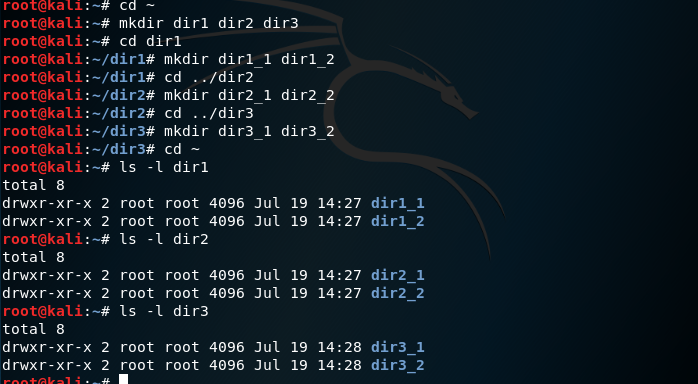 root@kali:~# cd ~
root@kali:~# mkdir dir1 dir2 dir3
root@kali:~# cd dir1
root@kali:~/dir1# mkdir dir1_1 dir1_2
root@kali:~/dir1# cd ../dir2
root@kali:~/dir2# mkdir dir2_1 dir2_2
root@kali:~/dir2# cd ../dir3
root@kali:~/dir3# mkdir dir3_1 dir3_2
root@kali:~/dir3# cd ~
root@kali:~# ls -l dir1
total 8
drwxr-xr-x 2 root root 4096 Jul 19 14:27 dir1_1
drwxr-xr-x 2 root root 4096 Jul 19 14:27 dir1_2
root@kali:~# ls -l dir2
total 8
drwxr-xr-x 2 root root 4096 Jul 19 14:27 dir2_1
drwxr-xr-x 2 root root 4096 Jul 19 14:27 dir2_2
root@kali:~# ls -l dir3
total 8
drwxr-xr-x 2 root root 4096 Jul 19 14:28 dir3_1
drwxr-xr-x 2 root root 4096 Jul 19 14:28 dir3_2
root@kali:~#